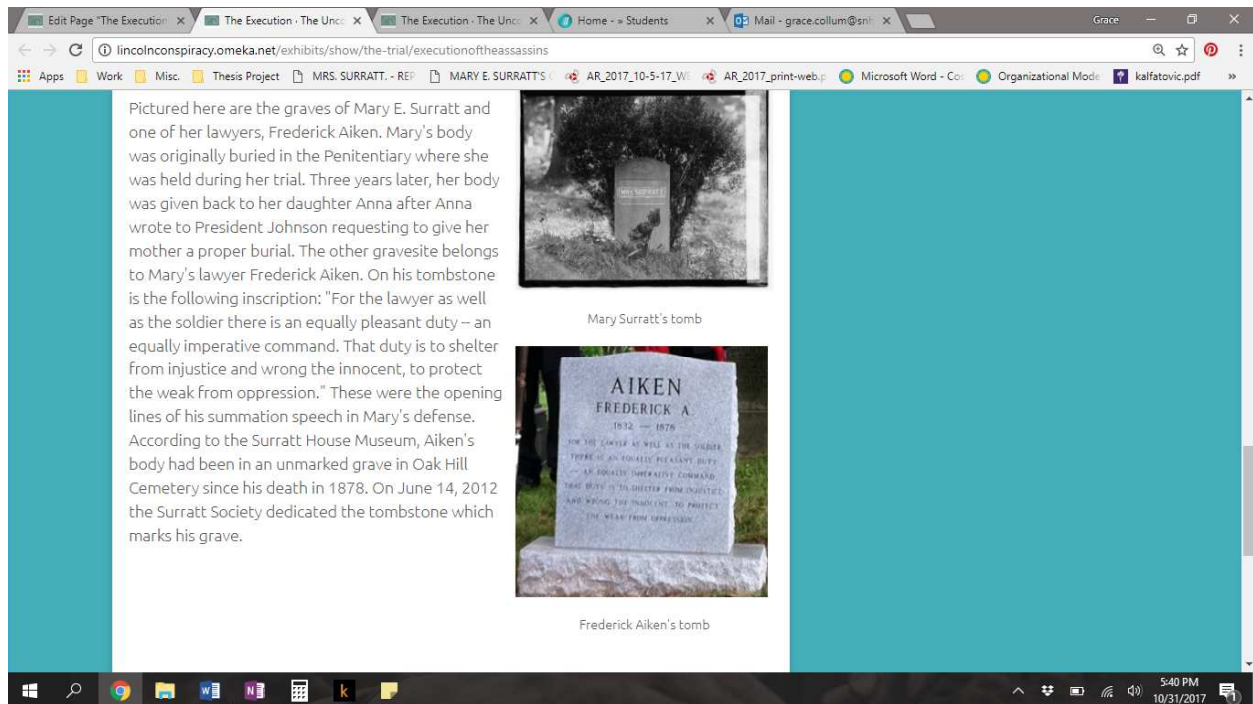 Edit Page "The Execution
The Execution · The Unco
The Execution · The Unco
Home - » Students
Mail - grace.collum@snh
Grace
lincolnconspiracy.omeka.net/exhibits/show/the-trial/executionoftheassassins
Apps
Work
Misc.
Thesis Project
MRS. SURRATT. - REP
MARY E. SURRATT'S
AR_2017_10-5-17_WE
AR_2017_print-web.p
Microsoft Word - Co
Organizational Mode
kalfatovic.pdf
»
Pictured here are the graves of Mary E. Surratt and
one of her lawyers, Frederick Aiken. Mary's body
was originally buried in the Penitentiary where she
was held during her trial. Three years later, her body
was given back to her daughter Anna after Anna
wrote to President Johnson requesting to give her
mother a proper burial. The other gravesite belongs
to Mary's lawyer Frederick Aiken. On his tombstone
is the following inscription: "For the lawyer as well
as the soldier there is an equally pleasant duty -- an
equally imperative command. That duty is to shelter
from injustice and wrong the innocent, to protect
the weak from oppression." These were the opening
lines of his summation speech in Mary's defense.
According to the Surratt House Museum, Aiken's
body had been in an unmarked grave in Oak Hill
Cemetery since his death in 1878. On June 14, 2012
the Surratt Society dedicated the tombstone which
marks his grave.
MRS. SURRATT
Mary Surratt's tomb
AIKEN
FREDERICK A.
1832 — 1878
FOR THE LAWYER AS WELL AS THE SOLDIER
THERE IS AN EQUALLY PLEASANT DUTY
— AN EQUALLY IMPERATIVE COMMAND
THAT DUTY IS TO SHELTER FROM INJUSTICE
AND WRONG THE INNOCENT, TO PROTECT
THE WEAK FROM OPPRESSION.
Frederick Aiken's tomb
5:40 PM
10/31/2017